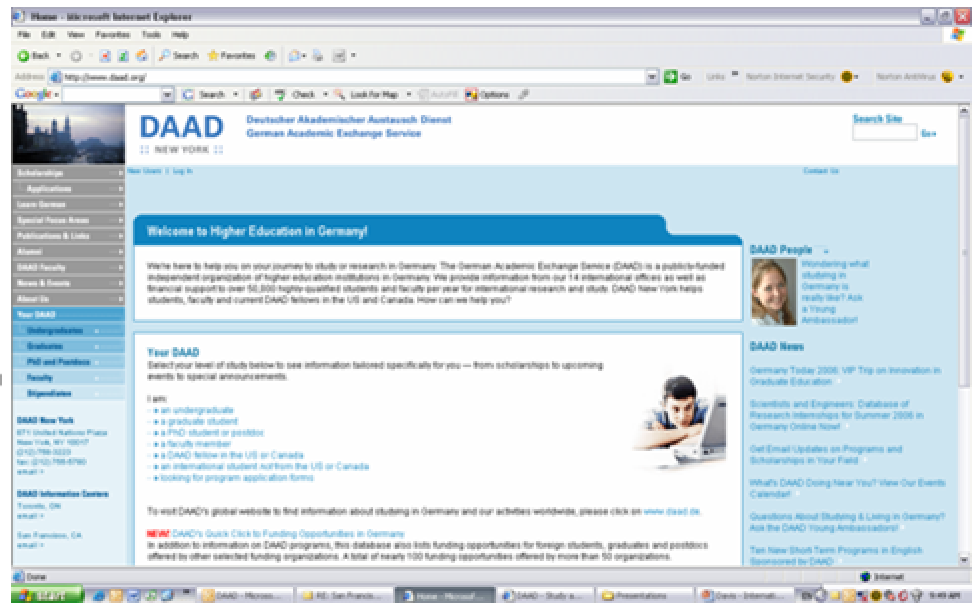 Home - Microsoft Internet Explorer
File Edit View Favorites Tools Help
Back Search Favorites
Address http://www.daad.org/ Go Links Norton Internet Security Norton AntiVirus
Google Search Check Look for Map AutoFill Options
DAAD
Deutscher Akademischer Austausch Dienst
German Academic Exchange Service
:: NEW YORK ::
Search Site
Go
New Users | Log In
Contact Us
Scholarships
Applications
Learn German
Special Focus Areas
Publications & Links
Alumni
DAAD Faculty
News & Events
About Us
Your DAAD
Undergraduates
Graduates
PhD and Postdocs
Faculty
Stipendiates
DAAD New York
871 United Nations Plaza
New York, NY 10017
(212)-758-3223
email »
DAAD Information Centers
Toronto, ON
email »
San Francisco, CA
email »
Welcome to Higher Education in Germany!
We're here to help you on your journey to study or research in Germany. The German Academic Exchange Service (DAAD) is a publicly-funded
independent organization of higher education institutions in Germany. We provide information from our 14 international offices as well as
financial support to over 50,000 highly-qualified students and faculty per year for international research and study. DAAD New York helps
students, faculty and current DAAD fellows in the US and Canada. How can we help you?
Your DAAD
Select your level of study below to see information tailored specifically for you — from scholarships to upcoming
events to special announcements.
I am:
- » an undergraduate
- » a graduate student
- » a PhD student or postdoc
- » a faculty member
- » a DAAD fellow in the US or Canada
- » an international student not from the US or Canada
- » looking for program application forms
To visit DAAD's global website to find information about studying in Germany and our activities worldwide, please click on www.daad.de.
NEW! DAAD's Quick Click to Funding Opportunities in Germany
In addition to information on DAAD programs, this database also lists funding opportunities for foreign students, graduates and postdocs
offered by other selected funding organizations. A total of nearly 100 funding opportunities offered by more than 50 organizations.
DAAD People
Wondering what
studying in
Germany is
really like? Ask
a Young
Ambassador!
DAAD News
Germany Today 2006: VIP Trip on Innovation in
Graduate Education
Scientists and Engineers: Database of
Research Internships for Summer 2006 in
Germany Online Now!
Get Email Updates on Programs and
Scholarships in Your Field
What's DAAD Doing Near You? View Our Events
Calendar!
Questions About Studying & Living in Germany?
Ask the DAAD Young Ambassadors!
Ten New Short-Term Programs in English
Sponsored by DAAD
Done
Internet
start
DAAD - Micros...
RE: San Francis...
Home - Microsof...
DAAD - Study a...
Presentations
Davis - Internati...
EN
9:49 AM